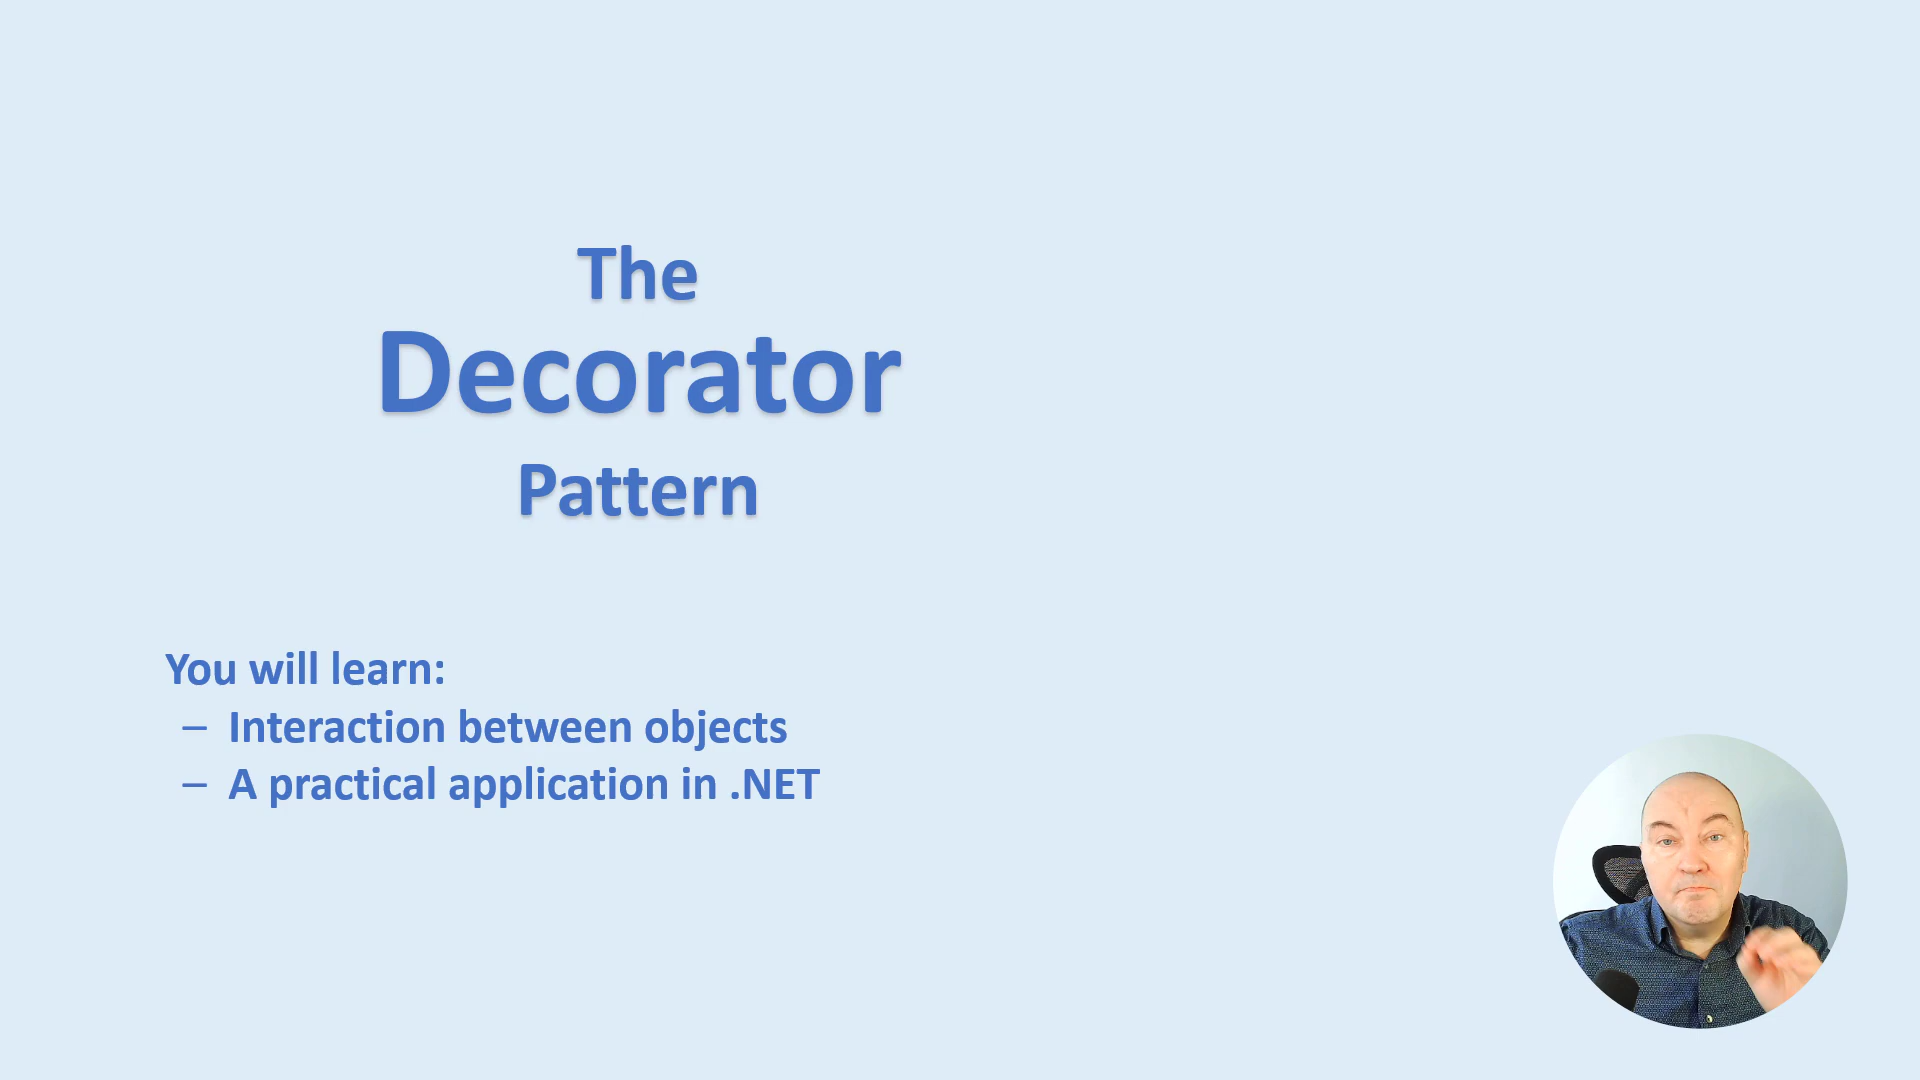 The
Decorator
Pattern
You will learn:
– Interaction between objects
– A practical application in .NET